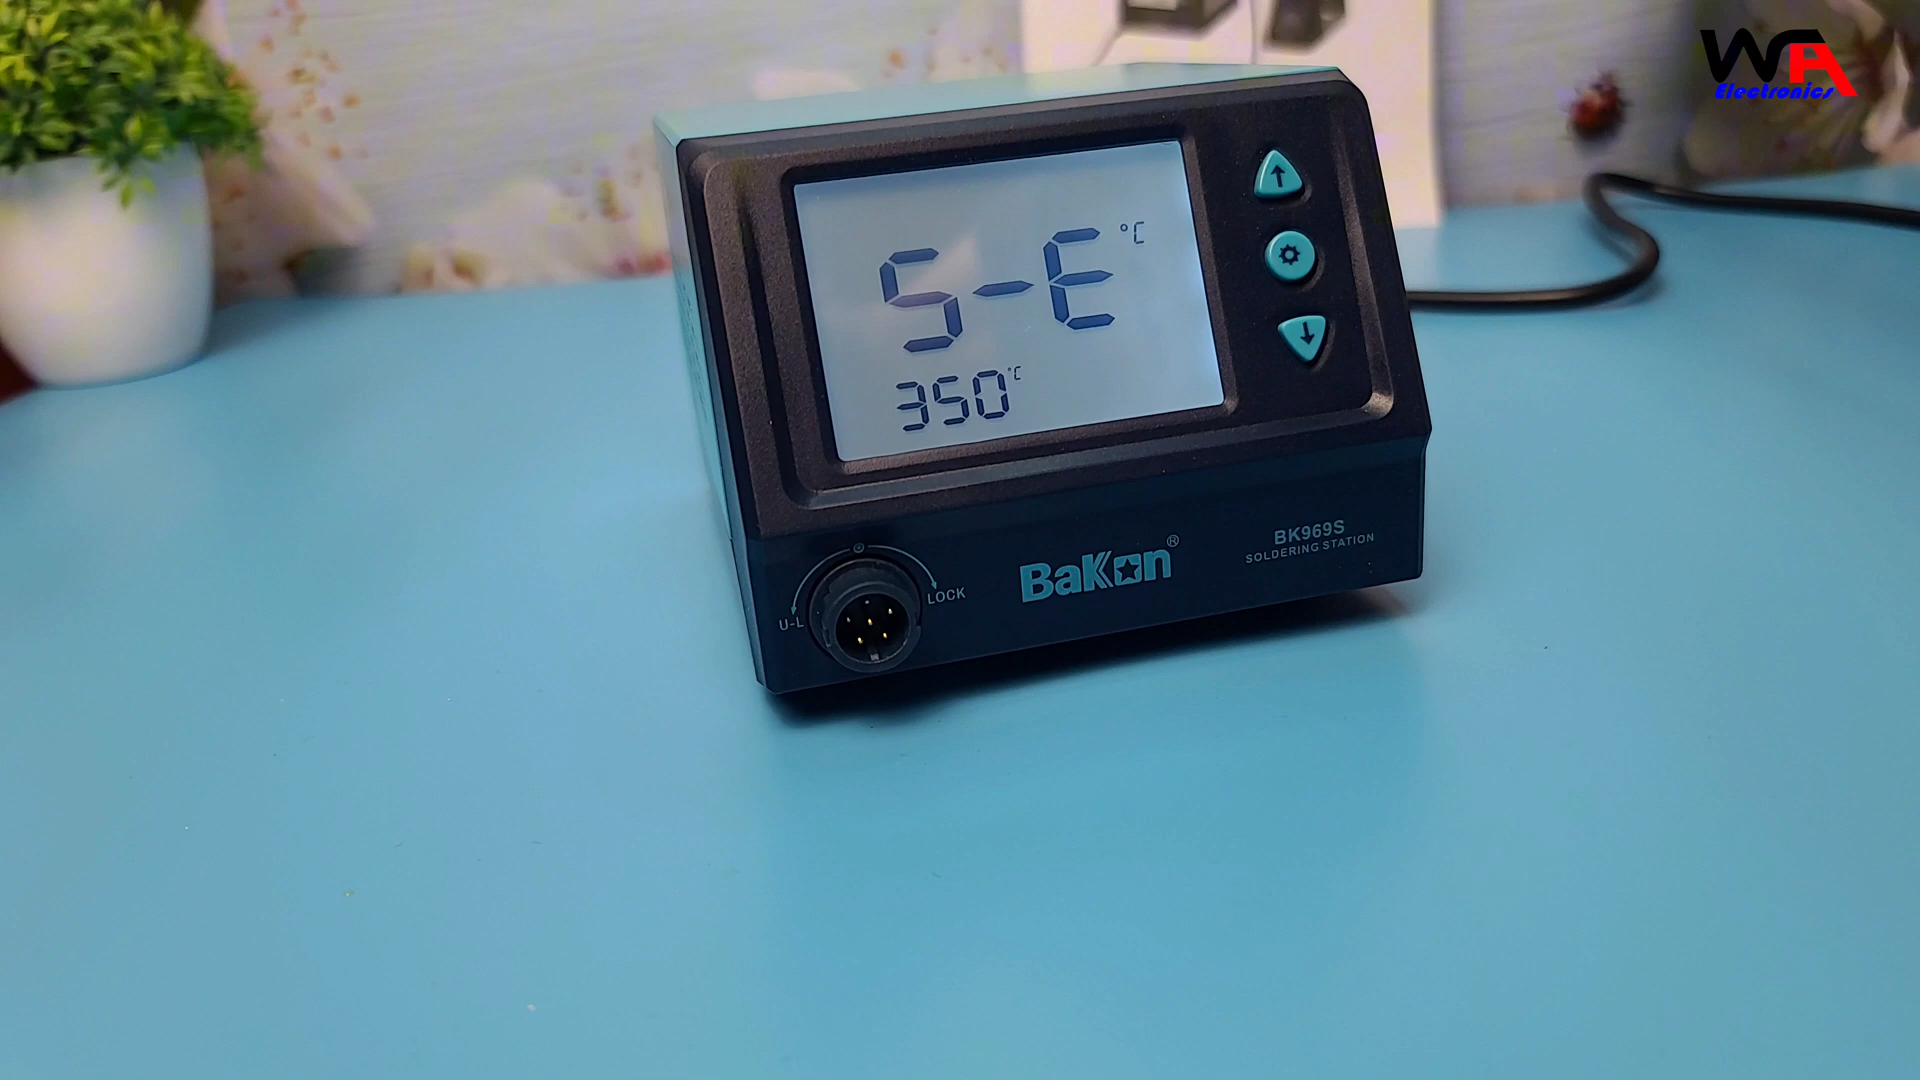 WA
Electronics
S-E °C
350 °C
BK969S
SOLDERING STATION
BaKon®
LOCK
U-L